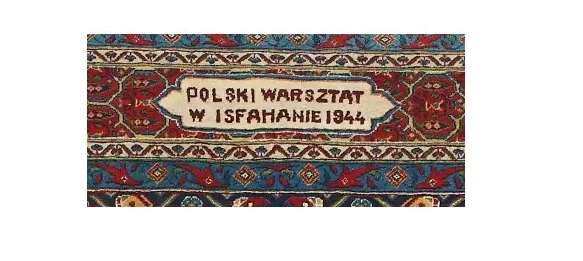 POLSKI WARSZTAT
W ISFAHANIE 1944